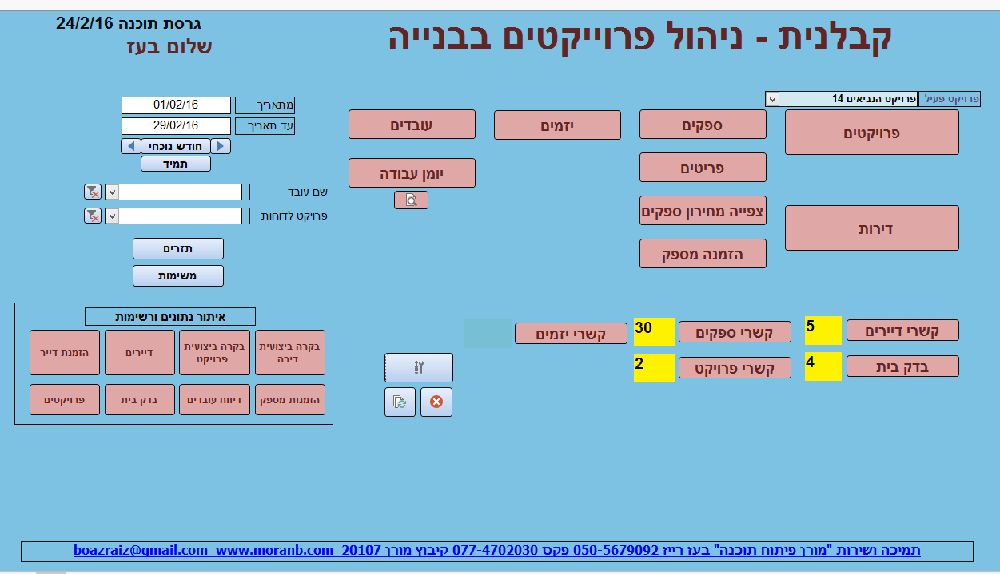 קבלנית - ניהול פרוייקטים בבנייה
גרסת תוכנה 24/2/16
שלום בעז
פרויקט פעיל
פרויקט הנביאים 14
פרויקטים
דירות
ספקים
פריטים
צפייה מחירון ספקים
הזמנה מספק
יזמים
עובדים
יומן עבודה
מתאריך
01/02/16
עד תאריך
29/02/16
חודש נוכחי
תמיד
שם עובד
פרויקט לדוחות
תזרים
משימות
קשרי דיירים
5
בדק בית
4
קשרי ספקים
30
קשרי פרויקט
2
קשרי יזמים
איתור נתונים ורשימות
בקרה ביצועית דירה
בקרה ביצועית פרויקט
דיירים
הזמנת דייר
הזמנות מספק
דיווח עובדים
בדק בית
פרויקטים
תמיכה ושירות "מורן פיתוח תוכנה" בעז רייז 050-5679092 פקס 077-4702030 קיבוץ מורן 20107 www.moranb.com boazraiz@gmail.com